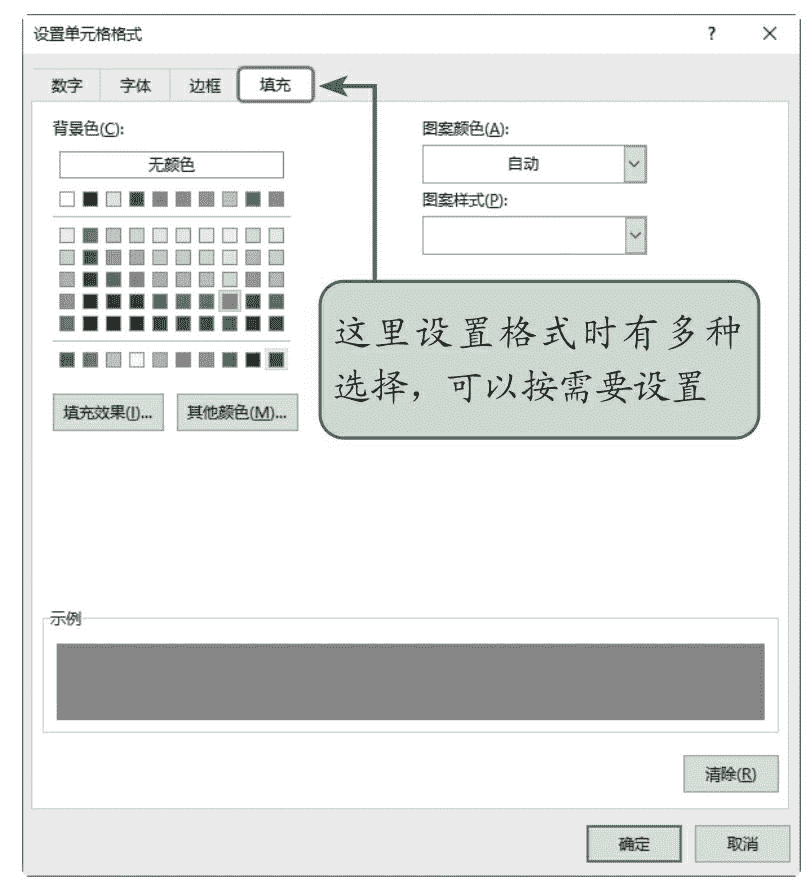 设置单元格格式
? ×
数字 字体 边框 填充
背景色(C):
图案颜色(A):
无颜色
自动
图案样式(P):
这里设置格式时有多种
选择，可以按需要设置
填充效果(I)... 其他颜色(M)...
示例
清除(R)
确定 取消